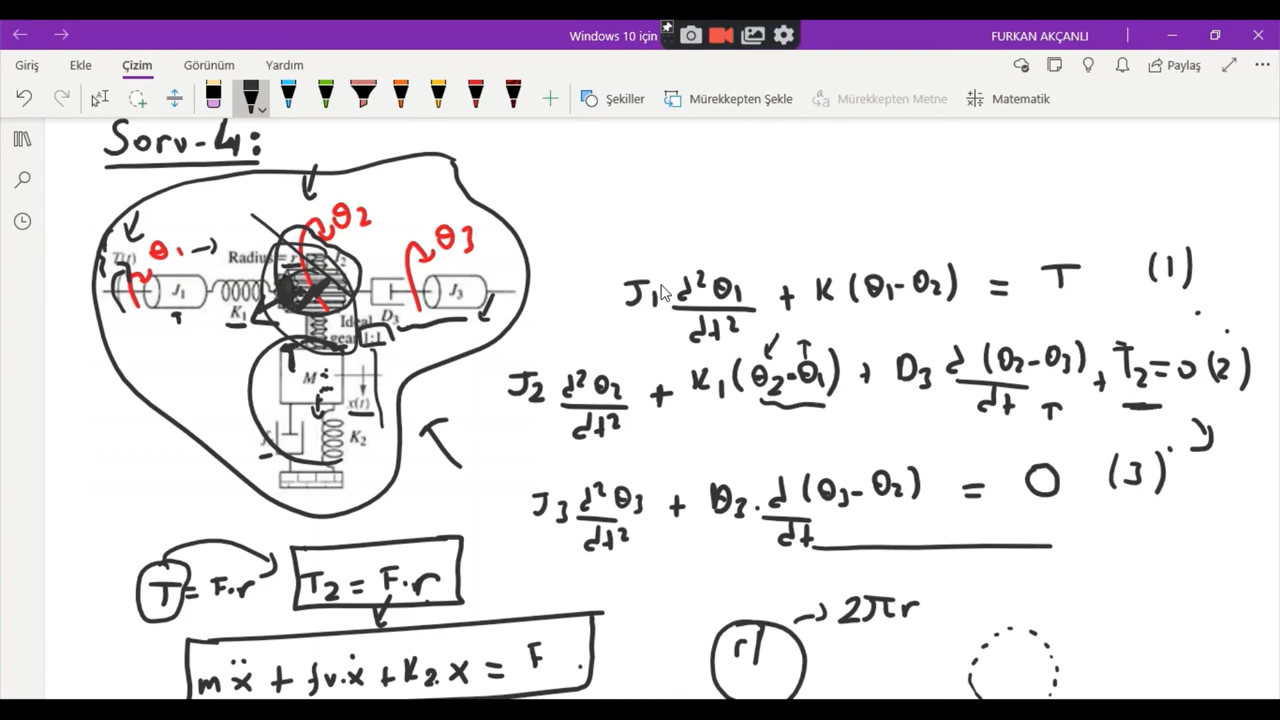 Windows 10 için
FURKAN AKÇANLI
Giriş Ekle Çizim Görünüm Yardım
Paylaş
Şekiller Mürekkepten Şekle Mürekkepten Metne Matematik
Soru-4:
T(t) θ1 → Radius = r θ2 J2 θ3
J1 K1 D3 J3
Ideal
gear 1:1
M
x(t)
K2
J1 d²θ1/dt² + K(θ1-θ2) = T (1)
J2 d²θ2/dt² + K1(θ2-θ1) + D3 d(θ2-θ3)/dt + T2=0 (2)
J3 d²θ3/dt² + D3. d(θ3-θ2)/dt = 0 (3)
T = F.r T2 = F.r
r → 2πr
mẍ + fv.ẋ + K2.x = F